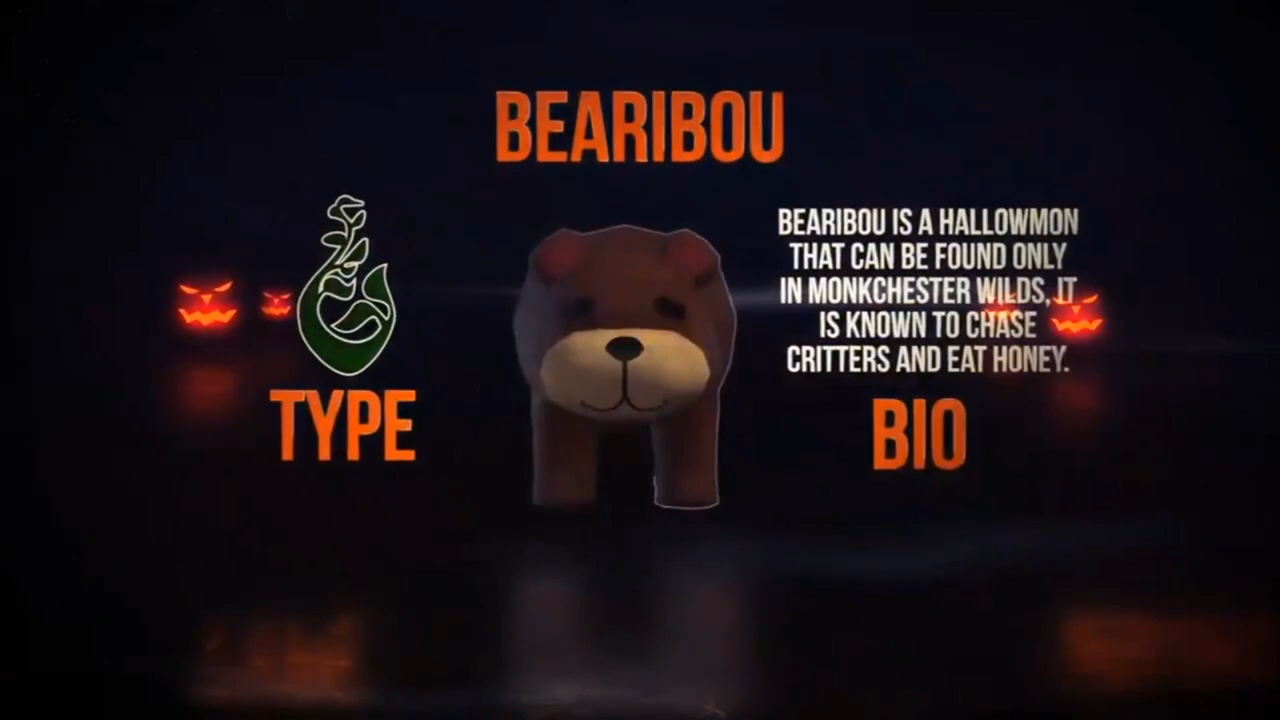 BEARIBOU
BEARIBOU IS A HALLOWMON
THAT CAN BE FOUND ONLY
IN MONKCHESTER WILDS, IT
IS KNOWN TO CHASE
CRITTERS AND EAT HONEY.
TYPE
BIO